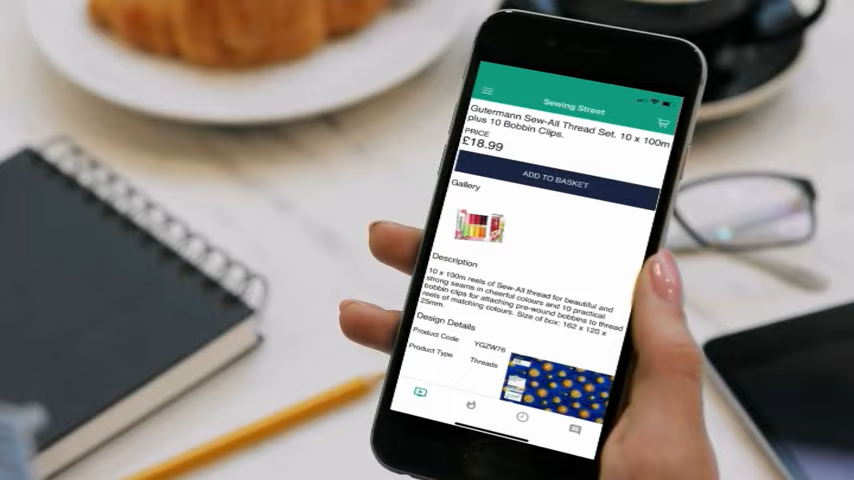 Sewing Street
Gutermann Sew-All Thread Set. 10 x 100m
plus 10 Bobbin Clips.
PRICE
£18.99
ADD TO BASKET
Gallery
Description
10 x 100m reels of Sew-All thread for beautiful and
strong seams in cheerful colours and 10 practical
bobbin clips for attaching pre-wound bobbins to thread
reels of matching colours. Size of box: 162 x 120 x
25mm.
Design Details
Product Code YGZW76
Product Type Threads